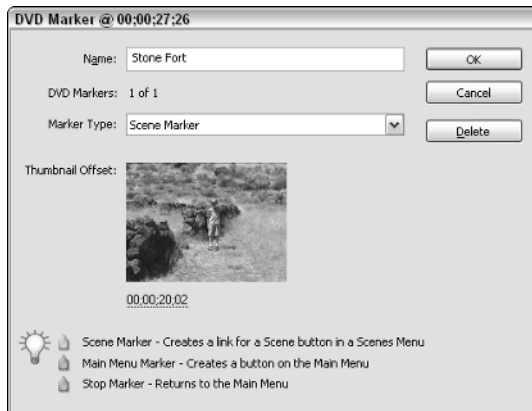 DVD Marker @ 00;00;27;26
Name: Stone Fort OK
DVD Markers: 1 of 1 Cancel
Marker Type: Scene Marker Delete
Thumbnail Offset:
00;00;20;02
Scene Marker - Creates a link for a Scene button in a Scenes Menu
Main Menu Marker - Creates a button on the Main Menu
Stop Marker - Returns to the Main Menu